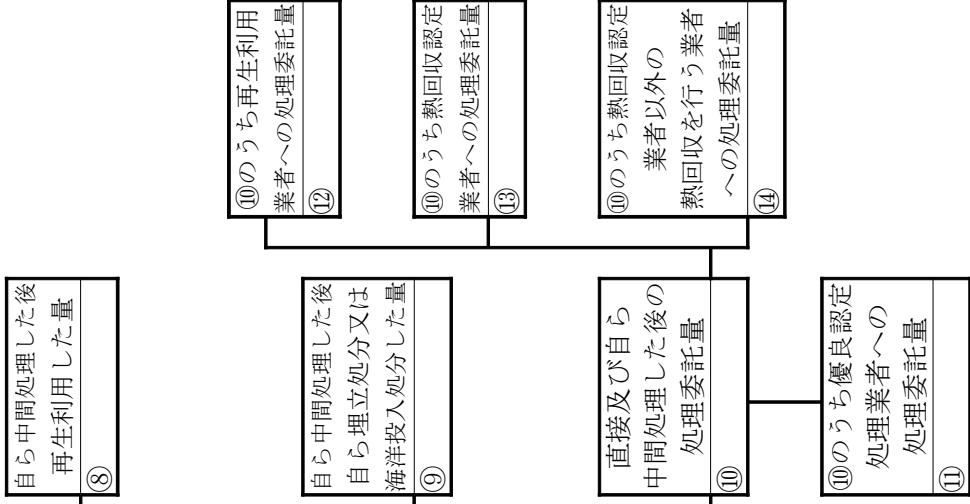 自ら中間処理した後
再生利用した量
⑧
自ら中間処理した後
自ら埋立処分又は
海洋投入処分した量
⑨
直接及び自ら
中間処理した後の
処理委託量
⑩
⑩のうち優良認定
処理業者への
処理委託量
⑪
⑩のうち再生利用
業者への処理委託量
⑫
⑩のうち熱回収認定
業者への処理委託量
⑬
⑩のうち熱回収認定
業者以外の
熱回収を行う業者
への処理委託量
⑭